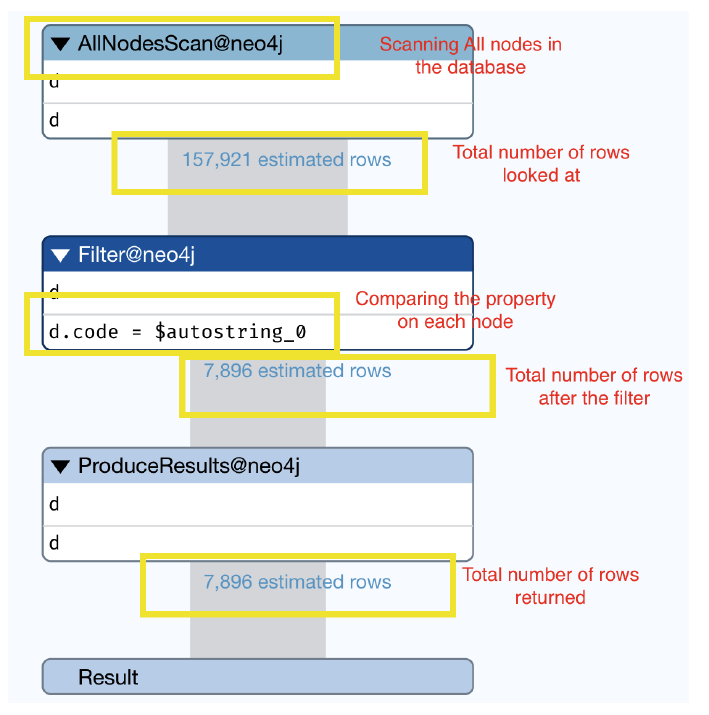 AllNodesScan@neo4j
Scanning All nodes in
the database
d
d
157,921 estimated rows
Total number of rows
looked at
Filter@neo4j
d
Comparing the property
on each node
d.code = $autostring_0
7,896 estimated rows
Total number of rows
after the filter
ProduceResults@neo4j
d
d
7,896 estimated rows
Total number of rows
returned
Result